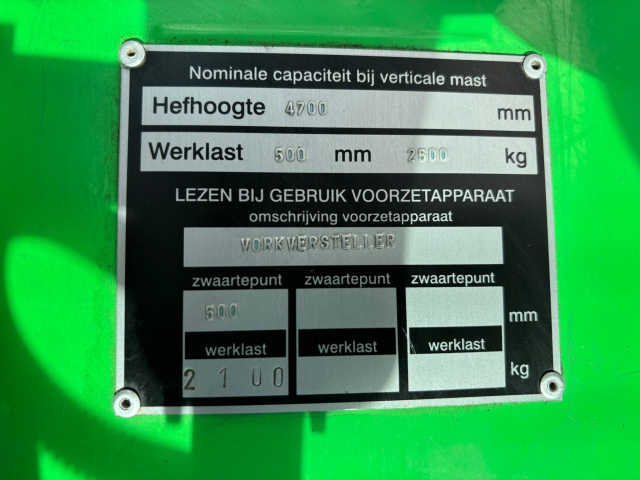 Nominale capaciteit bij verticale mast
Hefhoogte 4700 mm
Werklast 500 mm 2500 kg
LEZEN BIJ GEBRUIK VOORZETAPPARAAT
omschrijving voorzetapparaat
VORKVERSTELLER
zwaartepunt zwaartepunt zwaartepunt
500 mm
werklast werklast werklast
2100 kg